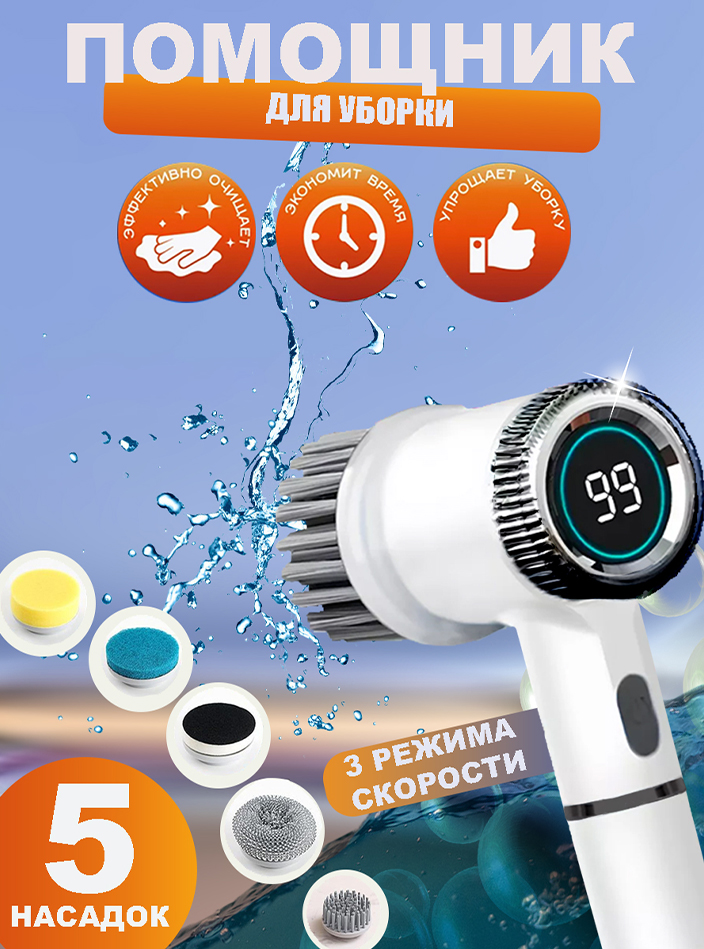 ПОМОЩНИК
ДЛЯ УБОРКИ
ЭФФЕКТИВНО ОЧИЩАЕТ
ЭКОНОМИТ ВРЕМЯ
УПРОЩАЕТ УБОРКУ
99
3 РЕЖИМА
СКОРОСТИ
5
НАСАДОК